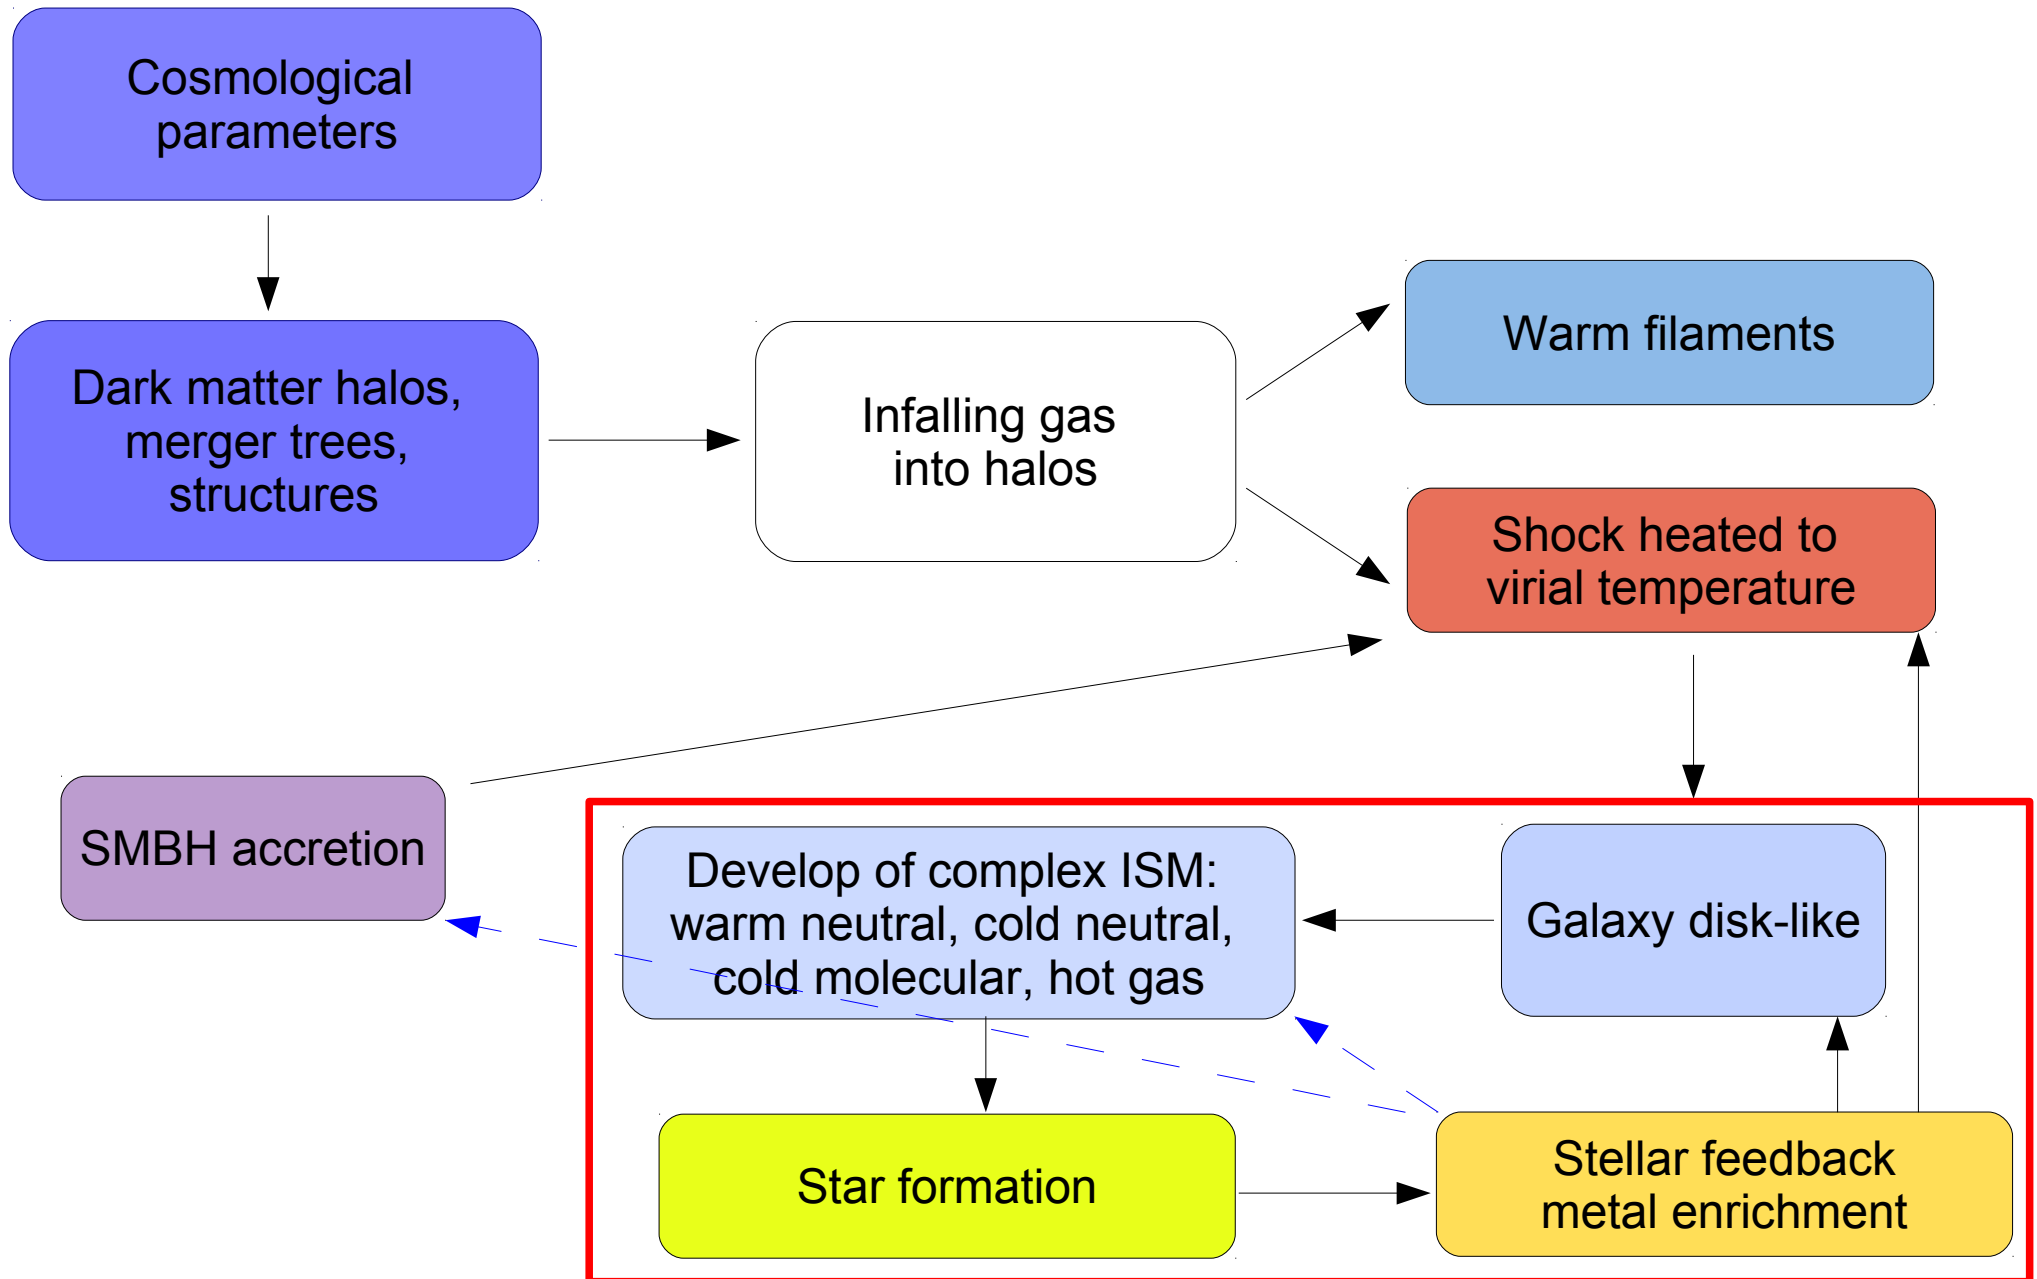 Cosmological
parameters
Dark matter halos,
merger trees,
structures
Infalling gas
into halos
Warm filaments
Shock heated to
virial temperature
SMBH accretion
Develop of complex ISM:
warm neutral, cold neutral,
cold molecular, hot gas
Galaxy disk-like
Star formation
Stellar feedback
metal enrichment